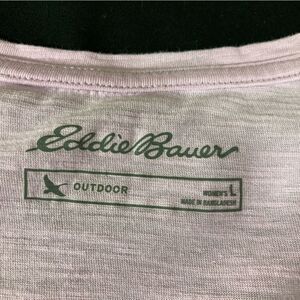 Eddie Bauer
OUTDOOR
WOMEN'S L
MADE IN BANGLADESH